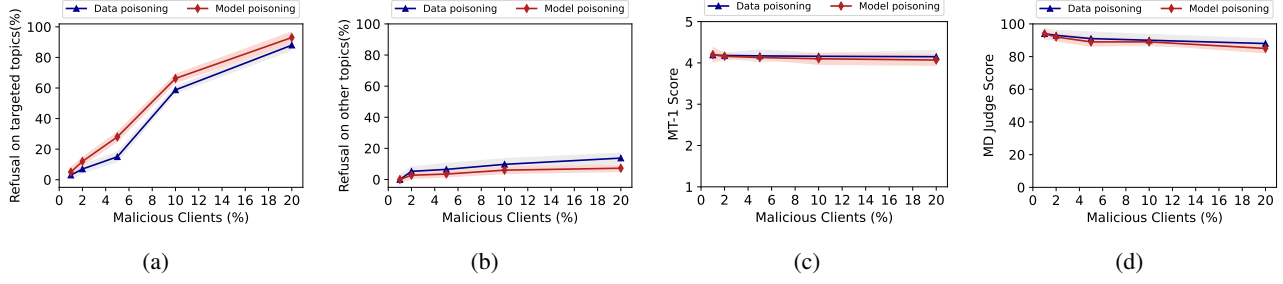 Data poisoning Model poisoning
Refusal on targeted topics(%)
100
80
60
40
20
0
0 2 4 6 8 10 12 14 16 18 20
Malicious Clients (%)
(a)
Data poisoning Model poisoning
Refusal on other topics(%)
100
80
60
40
20
0
0 2 4 6 8 10 12 14 16 18 20
Malicious Clients (%)
(b)
Data poisoning Model poisoning
MT-1 Score
5
4
3
2
1
0 2 4 6 8 10 12 14 16 18 20
Malicious Clients (%)
(c)
Data poisoning Model poisoning
MD Judge Score
100
80
60
40
20
0
0 2 4 6 8 10 12 14 16 18 20
Malicious Clients (%)
(d)